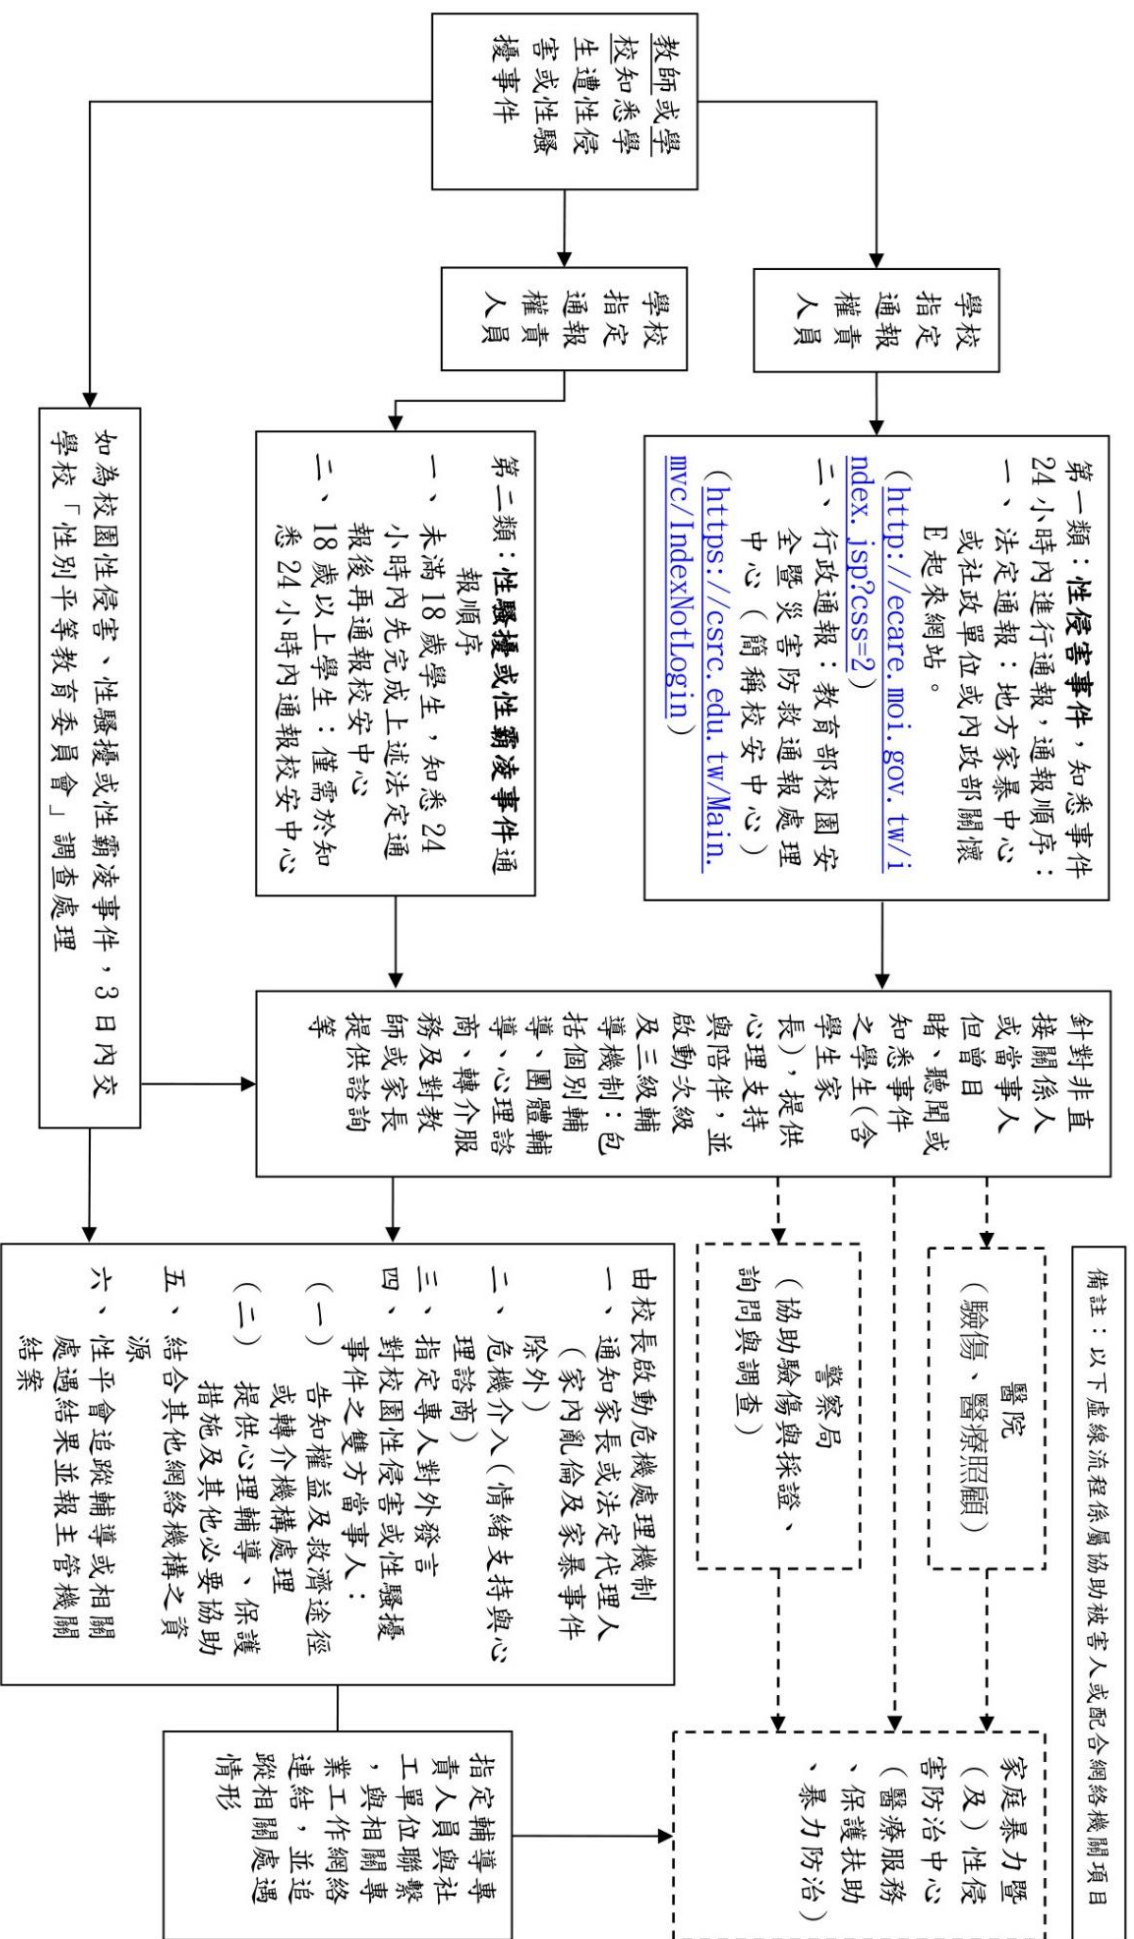 備註：以下虛線流程係屬協助被害人或配合網絡機關項目
教師或學
校知悉學
生遭性侵
害或性騷
擾事件
學校
指定
通報
權責
人員
學校
指定
通報
權責
人員
第一類：性侵害事件，知悉事件
24 小時內進行通報，通報順序：
一、法定通報：地方家暴中心
或社政單位或內政部關懷
E 起來網站。
(http://ecare.moi.gov.tw/i
ndex.jsp?css=2)
二、行政通報：教育部校園安
全暨災害防救通報處理
中心（簡稱校安中心）
(https://csrc.edu.tw/Main.
mvc/IndexNotLogin)
第二類：性騷擾或性霸凌事件通
報順序
一、未滿 18 歲學生，知悉 24
小時內先完成上述法定通
報後再通報校安中心
二、18 歲以上學生：僅需於知
悉 24 小時內通報校安中心
如為校園性侵害、性騷擾或性霸凌事件，3 日內交
學校「性別平等教育委員會」調查處理
針對非直
接關係人
或當事人
但曾目
睹、聽聞或
知悉事件
之學生(含
學生家
長)，提供
心理支持
與陪伴，並
啟動次級
及三級輔
導機制：包
括個別輔
導、團體輔
導、心理諮
商、轉介服
務及對教
師或家長
提供諮詢
等
醫院
（驗傷、醫療照顧）
警察局
（協助驗傷與採證、
詢問與調查）
由校長啟動危機處理機制
一、通知家長或法定代理人
（家內亂倫及家暴事件
除外）
二、危機介入(情緒支持與心
理諮商)
三、指定專人對外發言
四、對校園性侵害或性騷擾
事件之雙方當事人：
(一) 告知權益及救濟途徑
或轉介機構處理
(二) 提供心理輔導、保護
措施及其他必要協助
五、結合其他網絡機構之資
源
六、性平會追蹤輔導或相關
處遇結果並報主管機關
結案
家庭暴力暨
（及）性侵
害防治中心
（醫療服務
、保護扶助
、暴力防治）
指定輔導專
責人員與社
工單位聯繫
，與相關專
業工作網絡
連結，並追
蹤相關處遇
情形